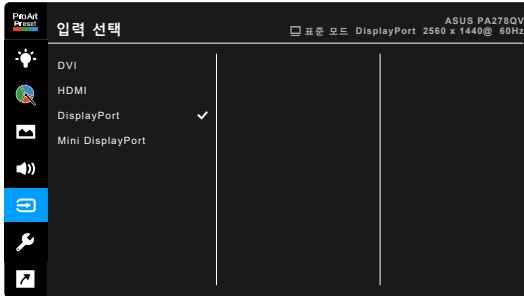 ProArt
Preset
입력 선택
ASUS PA278QV
표준 모드 DisplayPort 2560 x 1440@ 60Hz
DVI
HDMI
DisplayPort
Mini DisplayPort